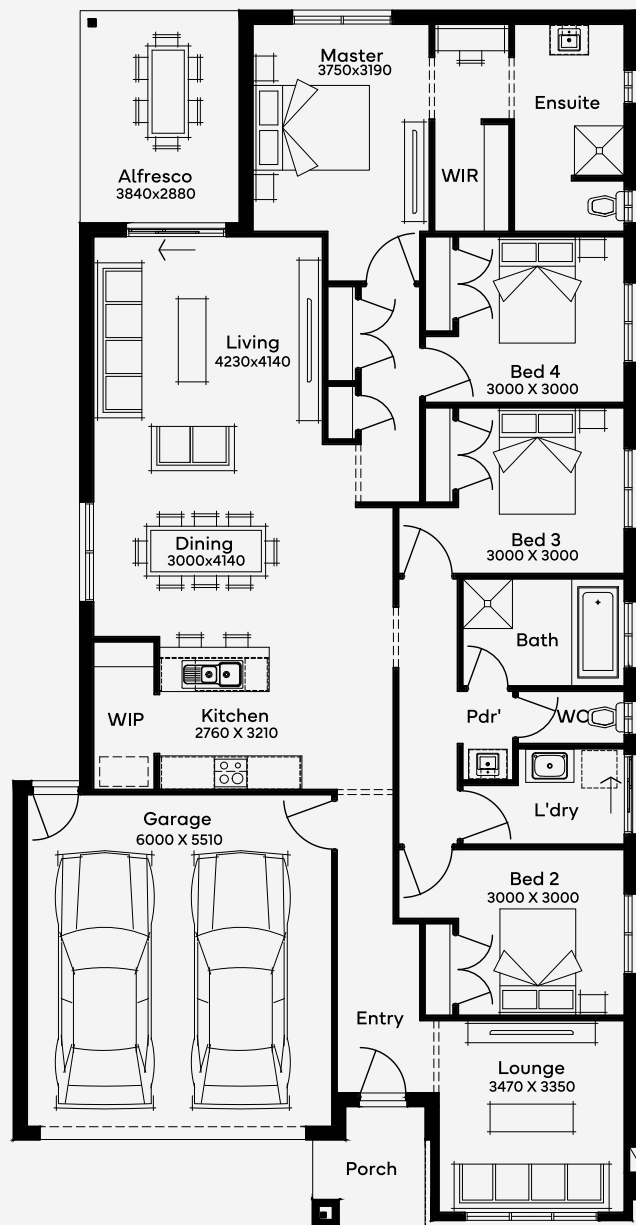 Master
3750x3190
Ensuite
Alfresco
3840x2880
WIR
Living
4230x4140
Bed 4
3000 X 3000
Bed 3
3000 X 3000
Dining
3000x4140
Bath
WIP
Kitchen
2760 X 3210
Pdr'
WC
L'dry
Garage
6000 X 5510
Bed 2
3000 X 3000
Entry
Lounge
3470 X 3350
Porch